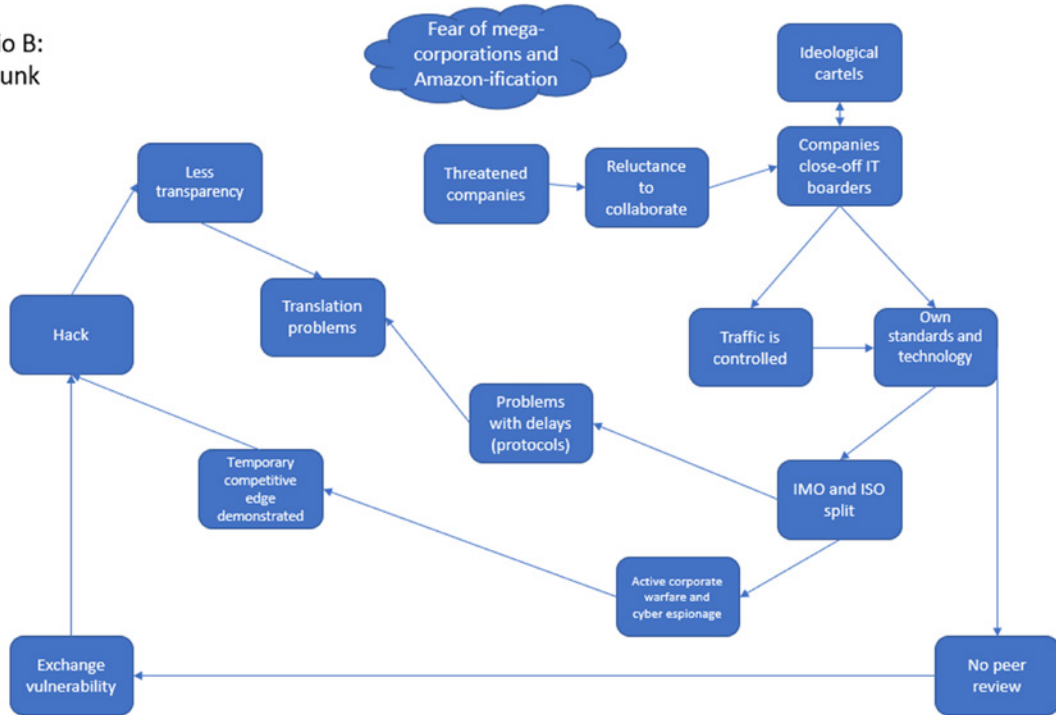 io B:
unk
Fear of mega-
corporations and
Amazon-ification
Ideological
cartels
Less
transparency
Threatened
companies
Reluctance
to
collaborate
Companies
close-off IT
boarders
Hack
Translation
problems
Traffic is
controlled
Own
standards and
technology
Problems
with delays
(protocols)
Temporary
competitive
edge
demonstrated
IMO and ISO
split
Active corporate
warfare and
cyber espionage
Exchange
vulnerability
No peer
review